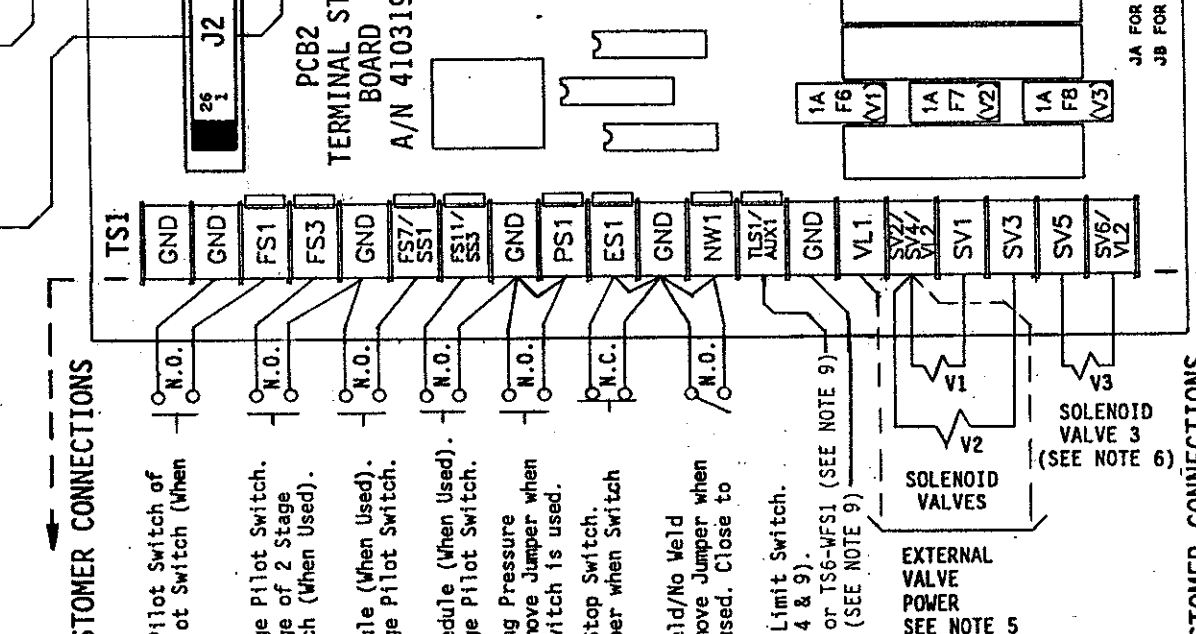 J2
26
1
PCB2
TERMINAL ST
BOARD
A/N 410319
1A
F6
(V1)
1A
F7
(V2)
1A
F8
(V3)
JA FOR
JB FOR
TS1
GND
GND
FS1
FS3
GND
FS7/
SS1
FS11/
SS3
GND
PS1
ES1
GND
NW1
TLS1/
AUX1
GND
VL1
SV2/
SV4/
VL2
SV1
SV3
SV5
SV6/
VL2
N.O.
N.O.
N.O.
N.O.
N.O.
N.C.
N.O.
STOMER CONNECTIONS
Pilot Switch of
ot Switch (When
ge Pilot Switch.
ge of 2 Stage
ch (When Used).
ule (When Used).
ge Pilot Switch.
edule (When Used).
ge Pilot Switch.
ng Pressure
move Jumper when
witch is used.
Stop Switch.
per when Switch
eld/No Weld
move Jumper when
used. Close to
Limit Switch.
4 & 9).
or TS6-WFS1 (SEE NOTE 9)
(SEE NOTE 9)
V1
V2
SOLENOID
VALVES
V3
SOLENOID
VALVE 3
(SEE NOTE 6)
EXTERNAL
VALVE
POWER
SEE NOTE 5
STOMER CONNECTIONS